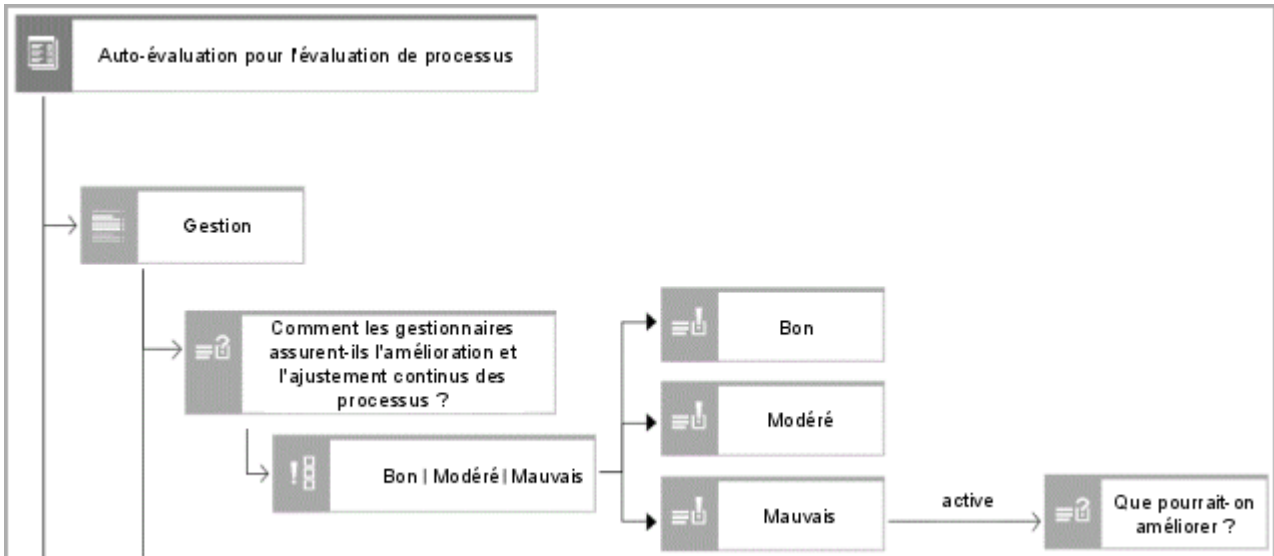 Auto-évaluation pour l'évaluation de processus
Gestion
Comment les gestionnaires
assurent-ils l'amélioration et
l'ajustement continus des
processus ?
Bon | Modéré | Mauvais
Bon
Modéré
Mauvais
active
Que pourrait-on
améliorer ?